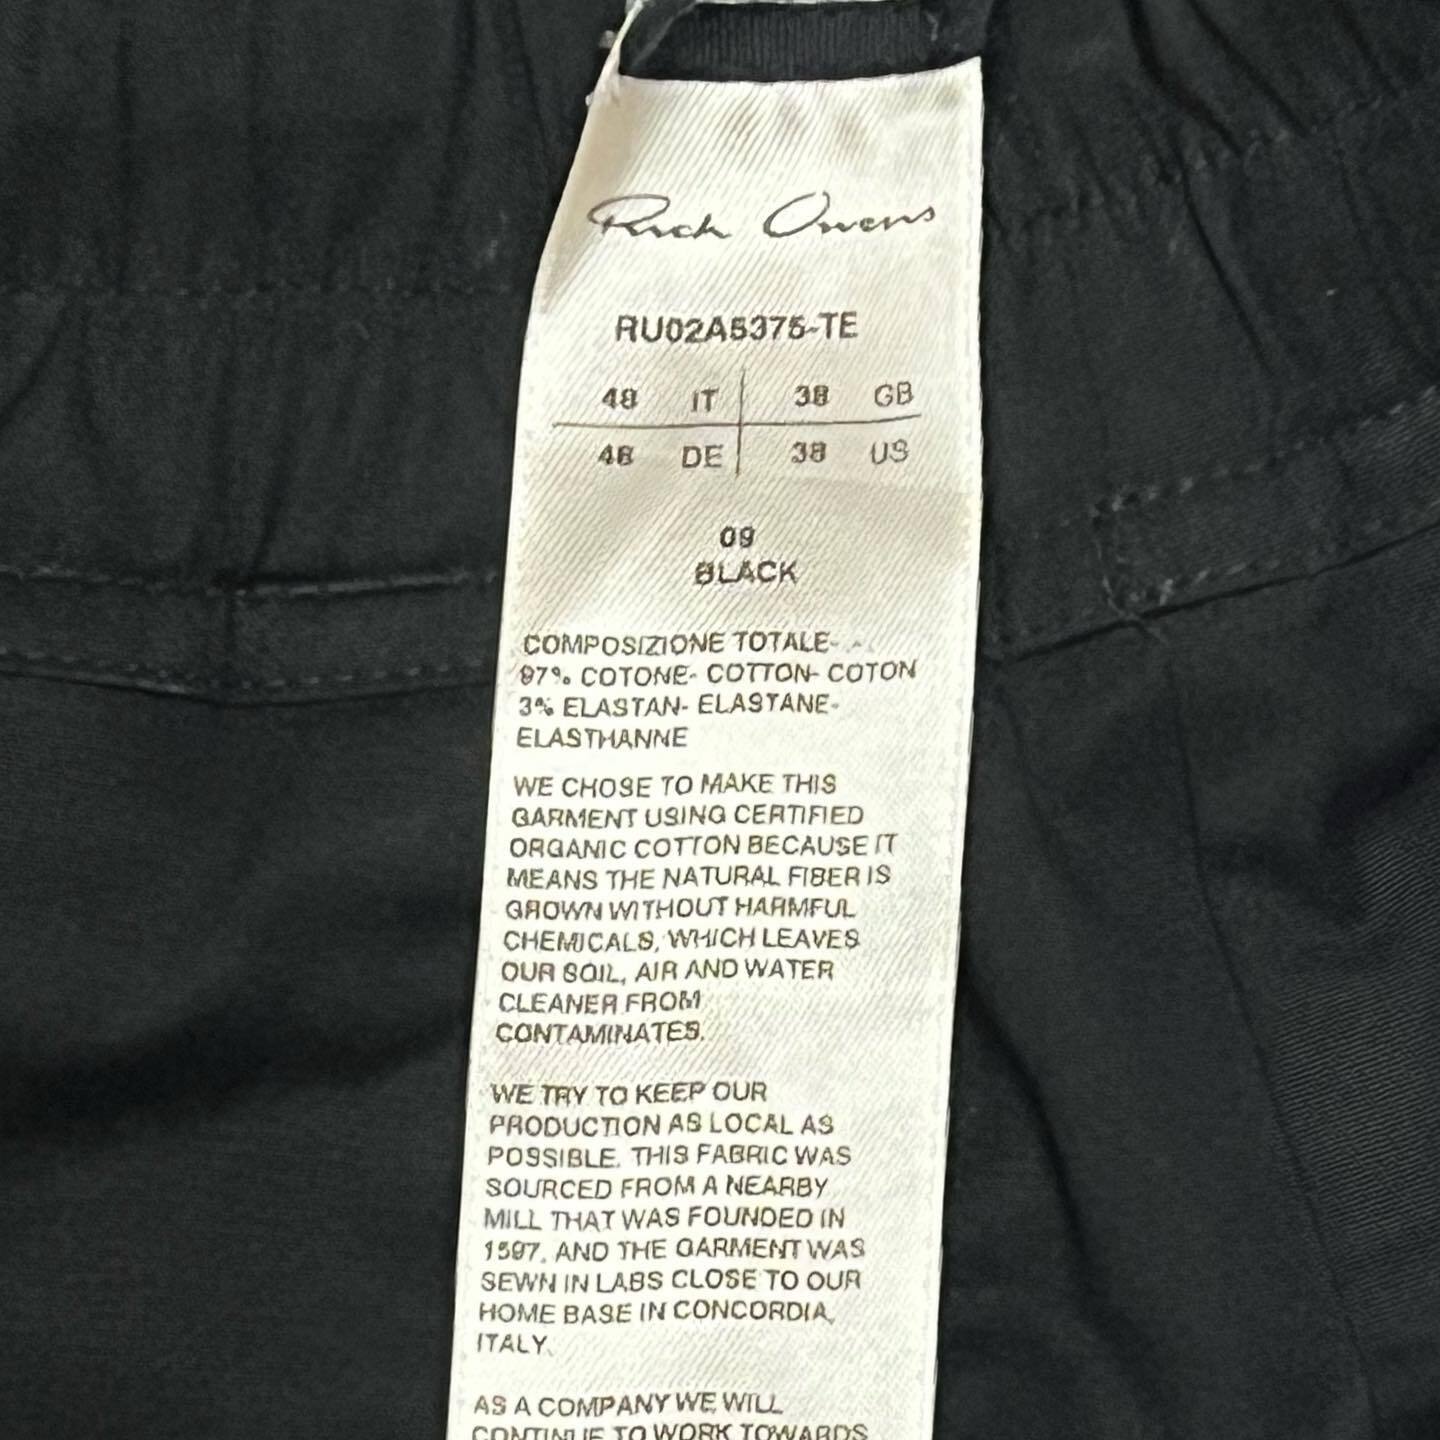 Rick Owens
RU02A5375-TE
48 IT 38 GB
48 DE 38 US
09
BLACK
COMPOSIZIONE TOTALE-
97% COTONE- COTTON- COTON
3% ELASTAN- ELASTANE-
ELASTHANNE
WE CHOSE TO MAKE THIS
GARMENT USING CERTIFIED
ORGANIC COTTON BECAUSE IT
MEANS THE NATURAL FIBER IS
GROWN WITHOUT HARMFUL
CHEMICALS, WHICH LEAVES
OUR SOIL, AIR AND WATER
CLEANER FROM
CONTAMINATES.
WE TRY TO KEEP OUR
PRODUCTION AS LOCAL AS
POSSIBLE. THIS FABRIC WAS
SOURCED FROM A NEARBY
MILL THAT WAS FOUNDED IN
1597, AND THE GARMENT WAS
SEWN IN LABS CLOSE TO OUR
HOME BASE IN CONCORDIA,
ITALY.
AS A COMPANY WE WILL
CONTINUE TO WORK TOWARDS